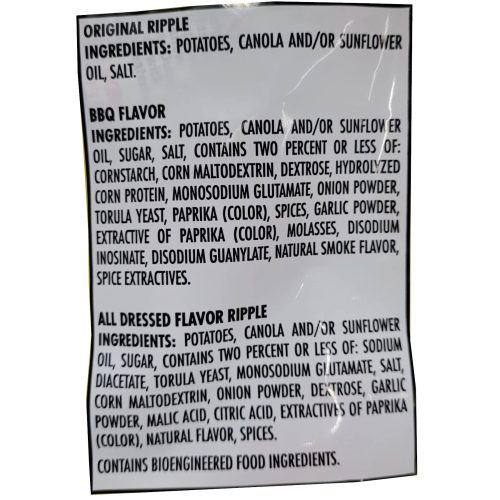 ORIGINAL RIPPLE
INGREDIENTS: POTATOES, CANOLA AND/OR SUNFLOWER
OIL, SALT.
BBQ FLAVOR
INGREDIENTS: POTATOES, CANOLA AND/OR SUNFLOWER
OIL, SUGAR, SALT, CONTAINS TWO PERCENT OR LESS OF:
CORNSTARCH, CORN MALTODEXTRIN, DEXTROSE, HYDROLYZED
CORN PROTEIN, MONOSODIUM GLUTAMATE, ONION POWDER,
TORULA YEAST, PAPRIKA (COLOR), SPICES, GARLIC POWDER,
EXTRACTIVE OF PAPRIKA (COLOR), MOLASSES, DISODIUM
INOSINATE, DISODIUM GUANYLATE, NATURAL SMOKE FLAVOR,
SPICE EXTRACTIVES.
ALL DRESSED FLAVOR RIPPLE
INGREDIENTS: POTATOES, CANOLA AND/OR SUNFLOWER
OIL, SUGAR, CONTAINS TWO PERCENT OR LESS OF: SODIUM
DIACETATE, TORULA YEAST, MONOSODIUM GLUTAMATE, SALT,
CORN MALTODEXTRIN, ONION POWDER, DEXTROSE, GARLIC
POWDER, MALIC ACID, CITRIC ACID, EXTRACTIVES OF PAPRIKA
(COLOR), NATURAL FLAVOR, SPICES.
CONTAINS BIOENGINEERED FOOD INGREDIENTS.